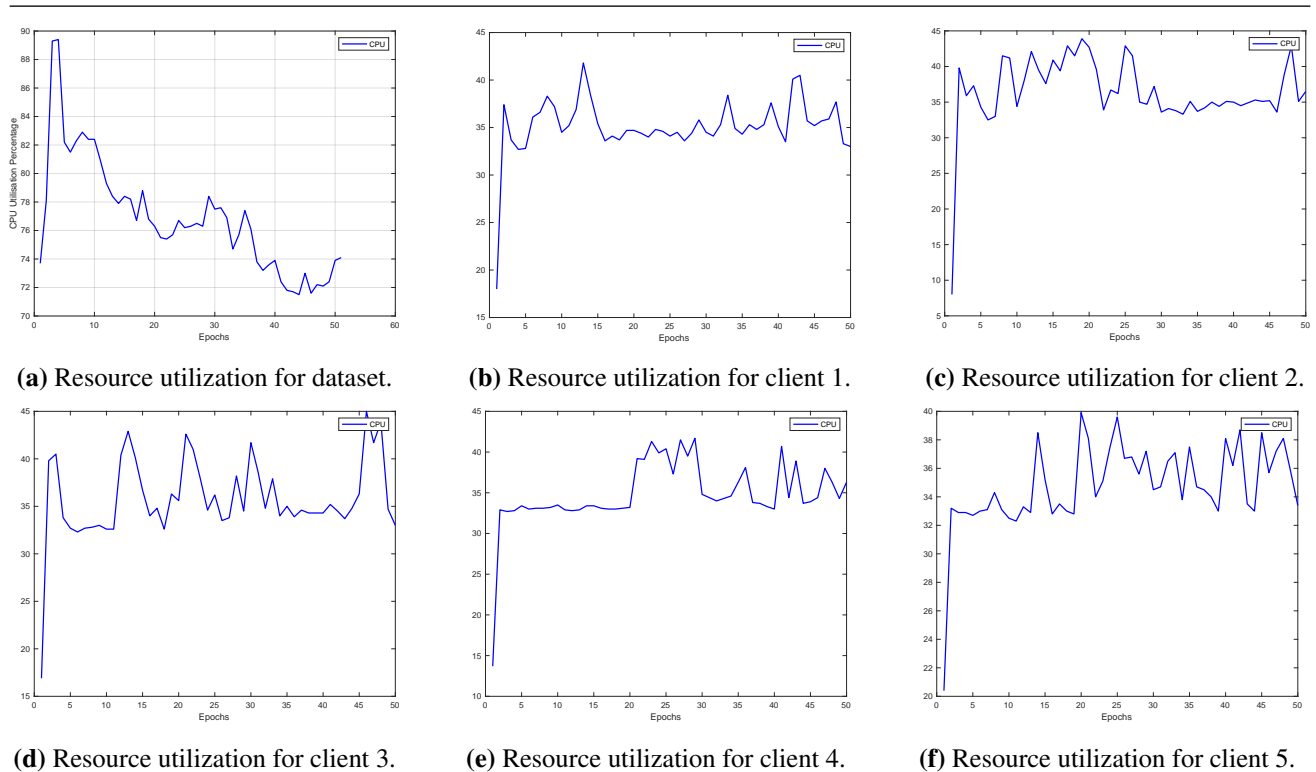 90
88
86
84
82
80
78
76
74
72
70
CPU Utilisation Percentage
CPU
0 10 20 30 40 50 60
Epochs
(a) Resource utilization for dataset.
45
40
35
30
25
20
15
CPU
0 5 10 15 20 25 30 35 40 45 50
Epochs
(b) Resource utilization for client 1.
45
40
35
30
25
20
15
10
5
CPU
0 5 10 15 20 25 30 35 40 45 50
Epochs
(c) Resource utilization for client 2.
45
40
35
30
25
20
15
CPU
0 5 10 15 20 25 30 35 40 45 50
Epochs
(d) Resource utilization for client 3.
45
40
35
30
25
20
15
10
CPU
0 5 10 15 20 25 30 35 40 45 50
Epochs
(e) Resource utilization for client 4.
40
38
36
34
32
30
28
26
24
22
20
CPU
0 5 10 15 20 25 30 35 40 45 50
Epochs
(f) Resource utilization for client 5.